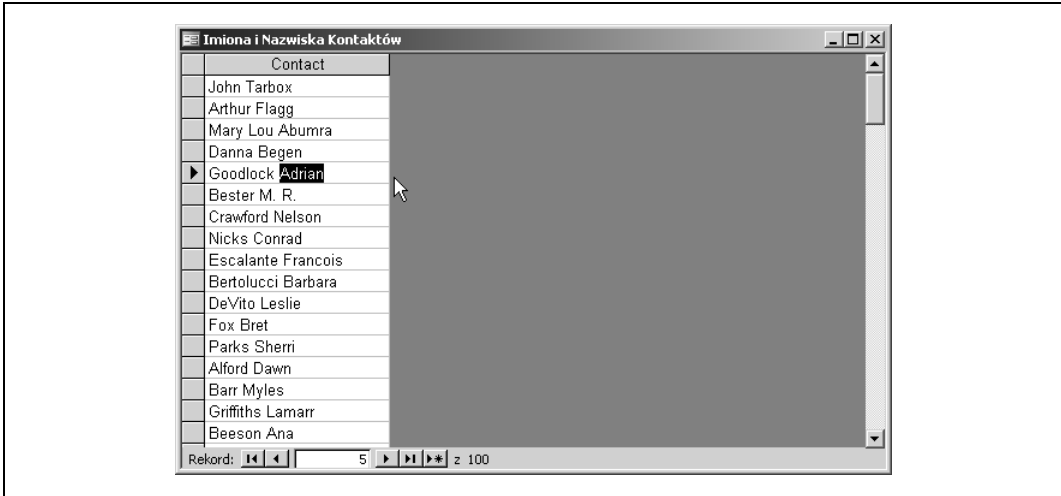 Imiona i Nazwiska Kontaktów
Contact
John Tarbox
Arthur Flagg
Mary Lou Abumra
Danna Begen
Goodlock Adrian
Bester M. R.
Crawford Nelson
Nicks Conrad
Escalante Francois
Bertolucci Barbara
DeVito Leslie
Fox Bret
Parks Sherri
Alford Dawn
Barr Myles
Griffiths Lamarr
Beeson Ana
Rekord: 5 z 100